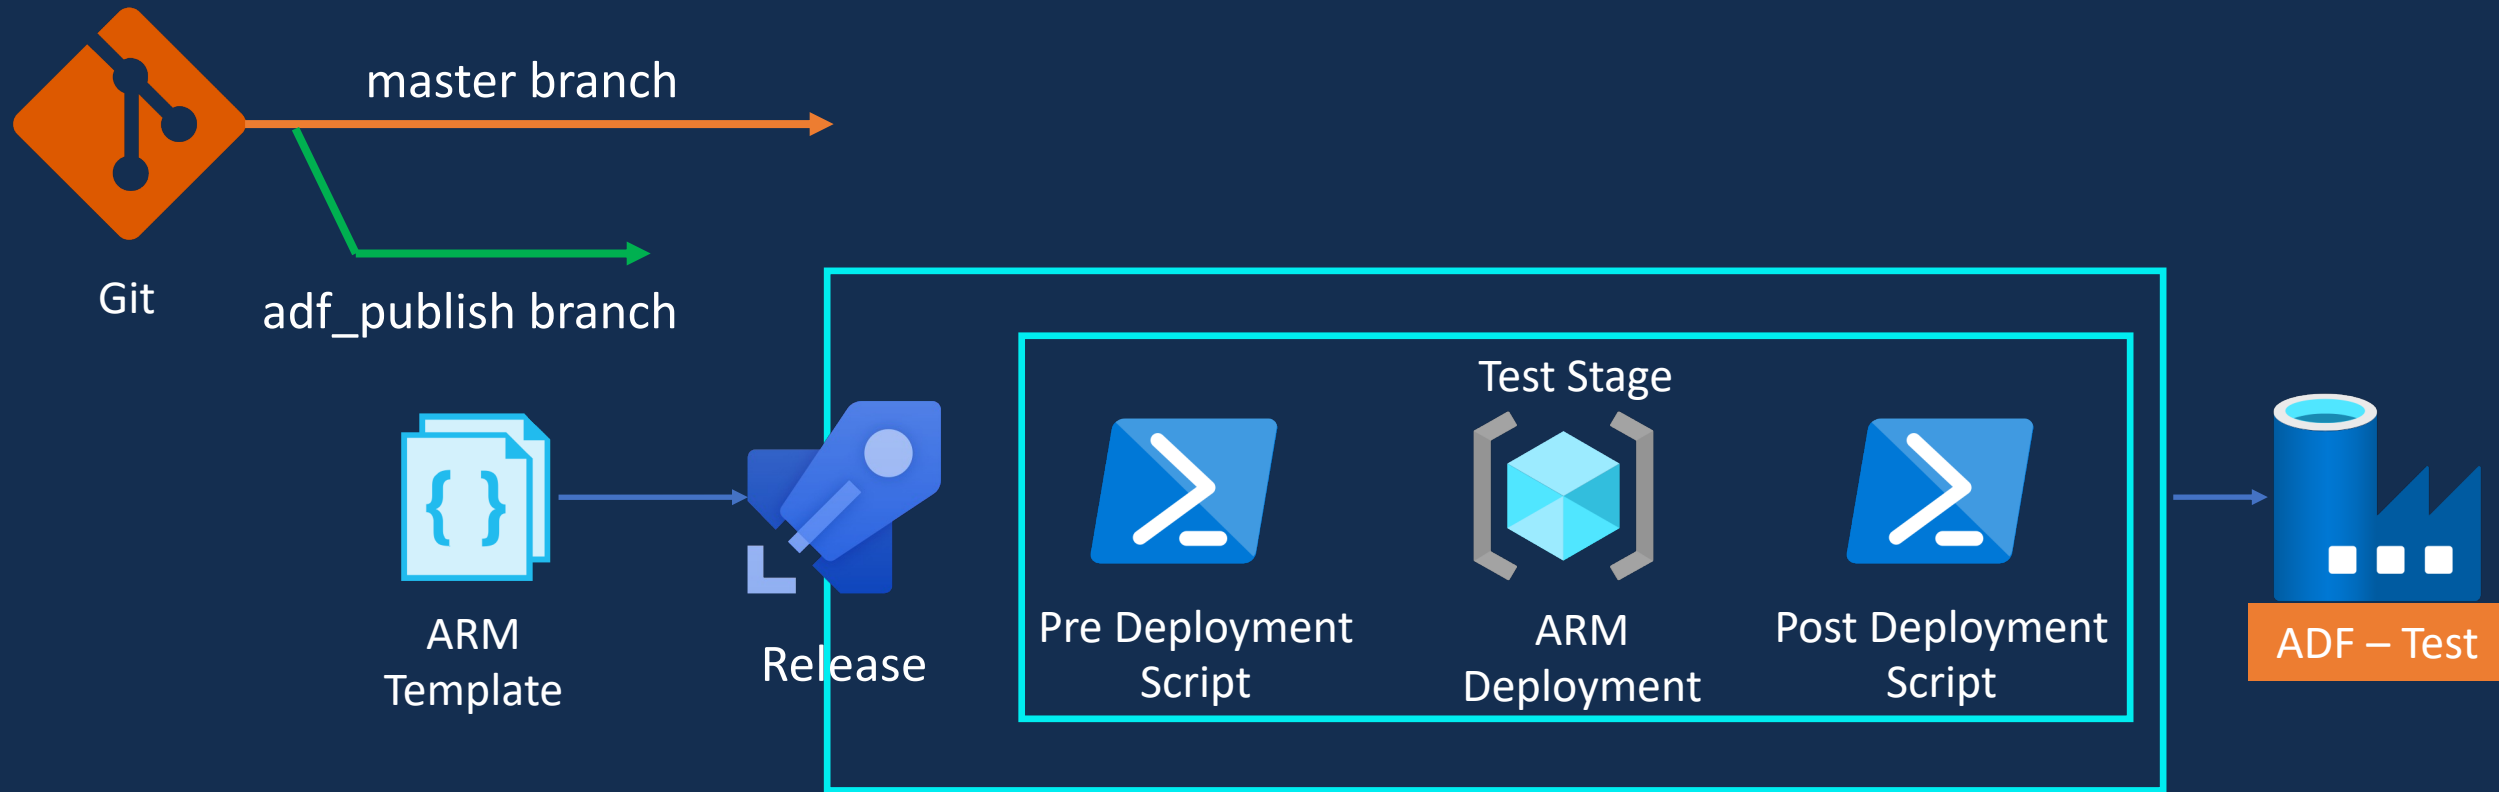 master branch
Git
adf_publish branch
Test Stage
ARM
Template
Release
Pre Deployment
Script
ARM
Deployment
Post Deployment
Script
ADF – Test